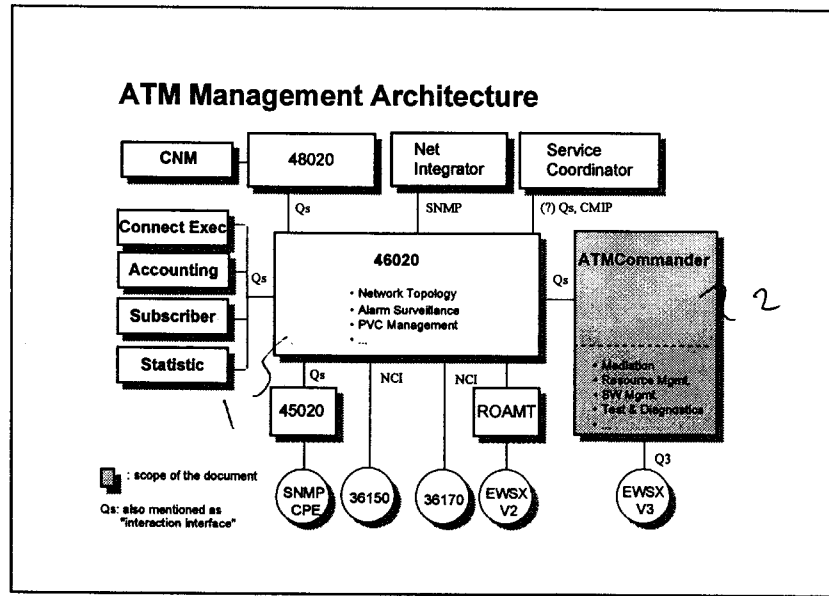 ATM Management Architecture
CNM
48020
Net
Integrator
Service
Coordinator
Qs
SNMP
(?) Qs, CMIP
Connect Exec
Accounting
Subscriber
Statistic
Qs
46020
• Network Topology
• Alarm Surveillance
• PVC Management
• ...
Qs
ATMCommander
• Mediation
• Resource Mgmt.
• SW Mgmt.
• Test & Diagnostics
• ...
2
Qs
NCI
NCI
45020
ROAMT
Q3
SNMP
CPE
36150
36170
EWSX
V2
EWSX
V3
: scope of the document
Qs: also mentioned as
"interaction interface"